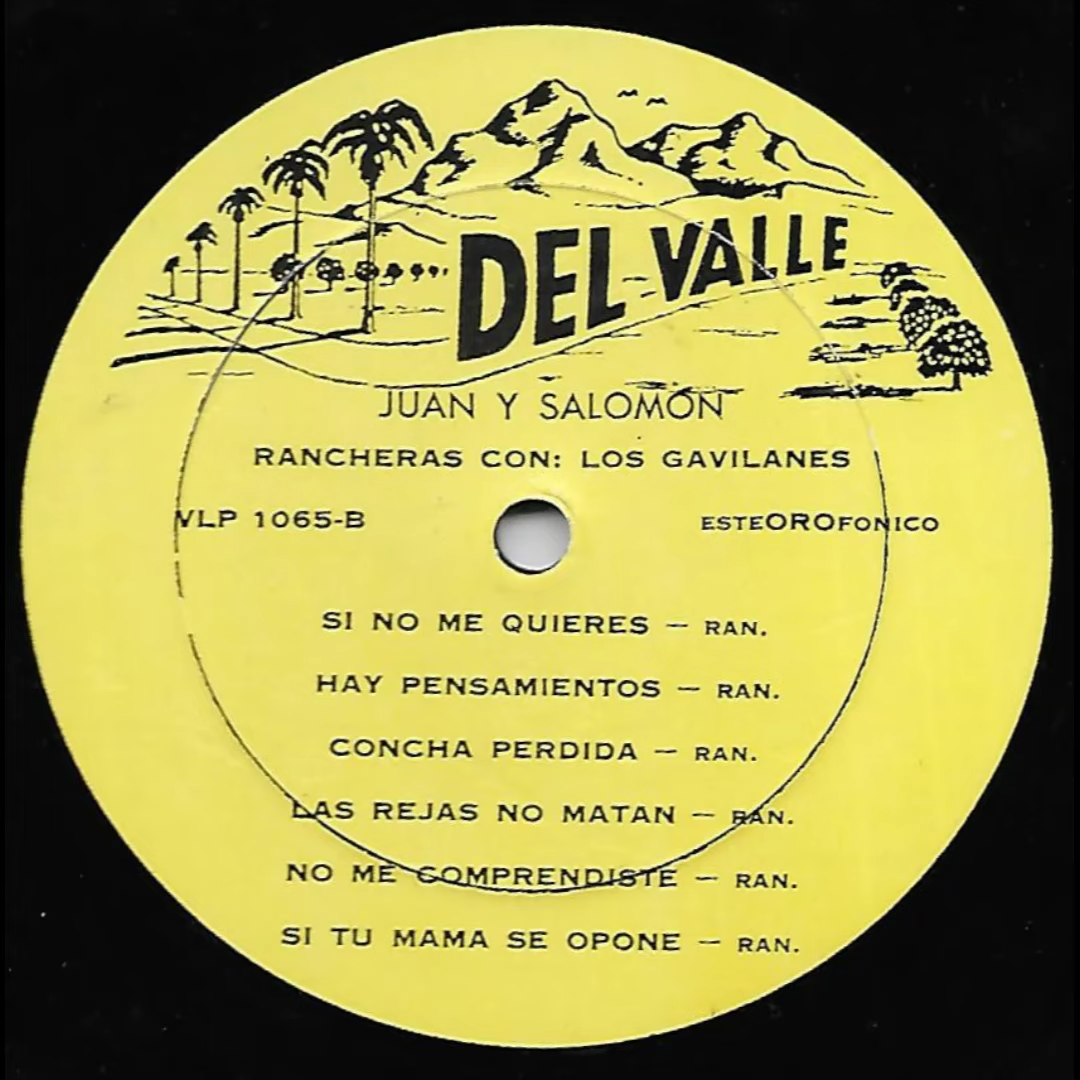 DEL VALLE
JUAN Y SALOMÓN
RANCHERAS CON: LOS GAVILANES
VLP 1065-B
ESTEOROFONICO
SI NO ME QUIERES — RAN.
HAY PENSAMIENTOS — RAN.
CONCHA PERDIDA — RAN.
LAS REJAS NO MATAN — RAN.
NO ME COMPRENDISTE — RAN.
SI TU MAMA SE OPONE — RAN.